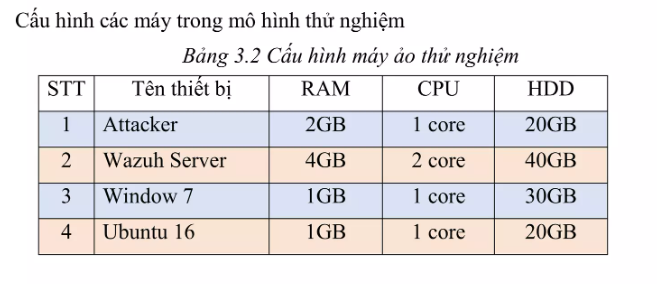 Cấu hình các máy trong mô hình thử nghiệm
Bảng 3.2 Cấu hình máy ảo thử nghiệm
STT Tên thiết bị RAM CPU HDD
1 Attacker 2GB 1 core 20GB
2 Wazuh Server 4GB 2 core 40GB
3 Window 7 1GB 1 core 30GB
4 Ubuntu 16 1GB 1 core 20GB